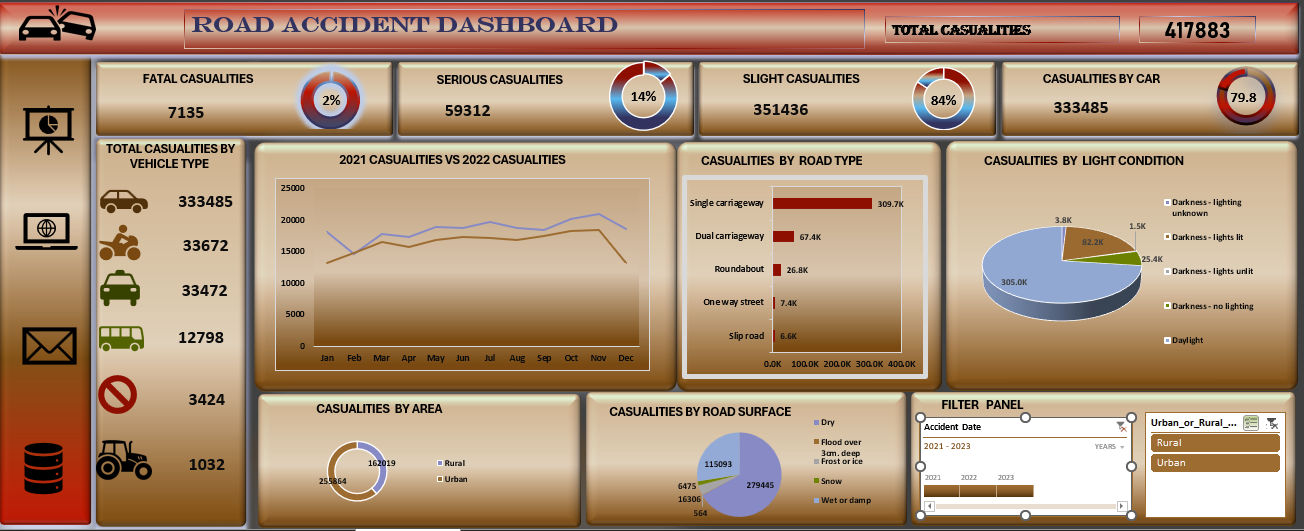 ROAD ACCIDENT DASHBOARD
TOTAL CASUALITIES
417883
FATAL CASUALITIES
7135
2%
SERIOUS CASUALITIES
59312
14%
SLIGHT CASUALITIES
351436
84%
CASUALITIES BY CAR
333485
79.8
TOTAL CASUALITIES BY
VEHICLE TYPE
333485
33672
33472
12798
3424
1032
2021 CASUALITIES VS 2022 CASUALITIES
25000
20000
15000
10000
5000
0
Jan Feb Mar Apr May Jun Jul Aug Sep Oct Nov Dec
CASUALITIES BY ROAD TYPE
Single carriageway 309.7K
Dual carriageway 67.4K
Roundabout 26.8K
One way street 7.4K
Slip road 6.6K
0.0K 100.0K 200.0K 300.0K 400.0K
CASUALITIES BY LIGHT CONDITION
3.8K
82.2K
1.5K
25.4K
305.0K
Darkness - lighting
unknown
Darkness - lights lit
Darkness - lights unlit
Darkness - no lighting
Daylight
CASUALITIES BY AREA
162019
255864
Rural
Urban
CASUALITIES BY ROAD SURFACE
115093
279445
6475
16306
564
Dry
Flood over
3cm. deep
Frost or ice
Snow
Wet or damp
FILTER PANEL
Accident Date
2021 - 2023
YEARS
2021 2022 2023
Urban_or_Rural_...
Rural
Urban